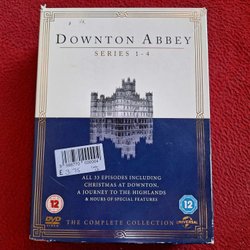 DOWNTON ABBEY
SERIES 1-4
ALL 33 EPISODES INCLUDING
CHRISTMAS AT DOWNTON,
A JOURNEY TO THE HIGHLANDS
& HOURS OF SPECIAL FEATURES
12
12
DVD
UNIVERSAL
THE COMPLETE COLLECTION